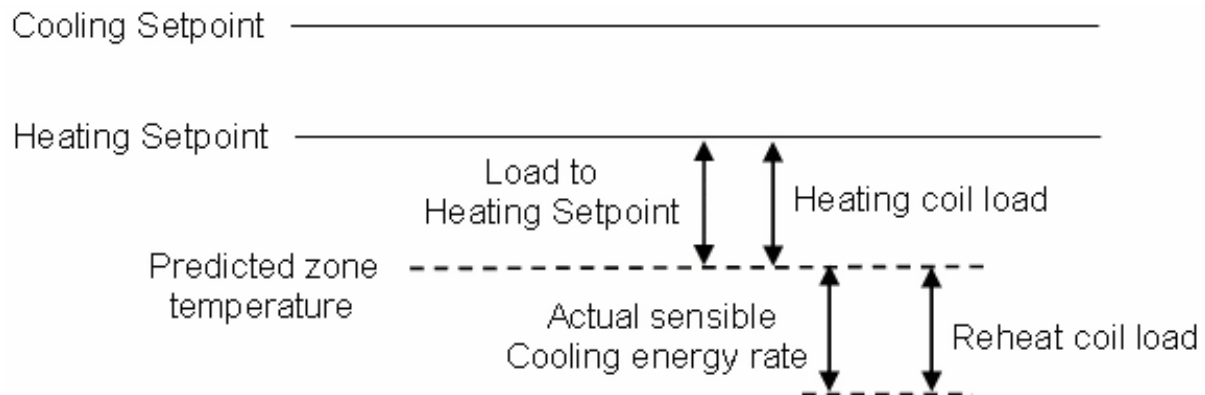 Cooling Setpoint
Heating Setpoint
Load to
Heating Setpoint
Heating coil load
Predicted zone
temperature
Actual sensible
Cooling energy rate
Reheat coil load